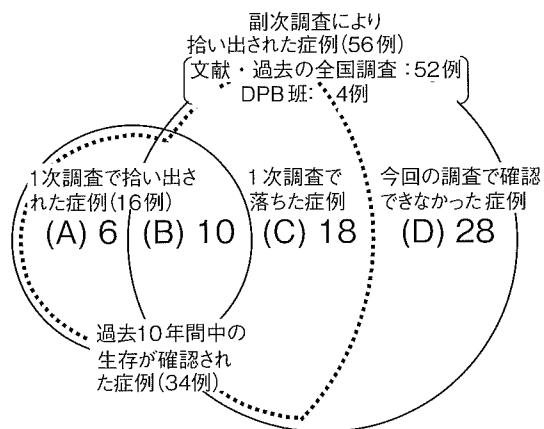 副次調査により
拾い出された症例(56例)
文献・過去の全国調査:52例
DPB班: 4例
1次調査で拾い出さ
れた症例(16例)
1次調査で
落ちた症例
今回の調査で確認
できなかった症例
(A) 6 (B) 10 (C) 18 (D) 28
過去10年間中の
生存が確認され
た症例(34例)